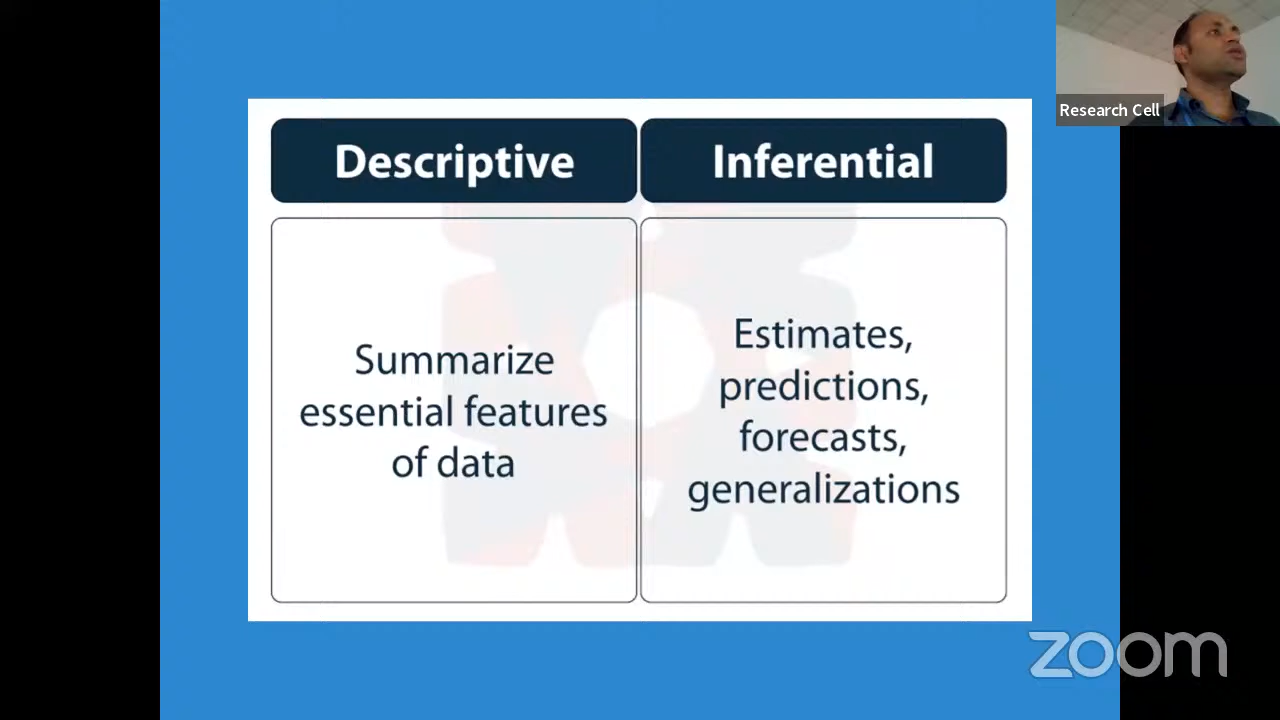 Research Cell
Descriptive
Inferential
Summarize
essential features
of data
Estimates,
predictions,
forecasts,
generalizations
zoom